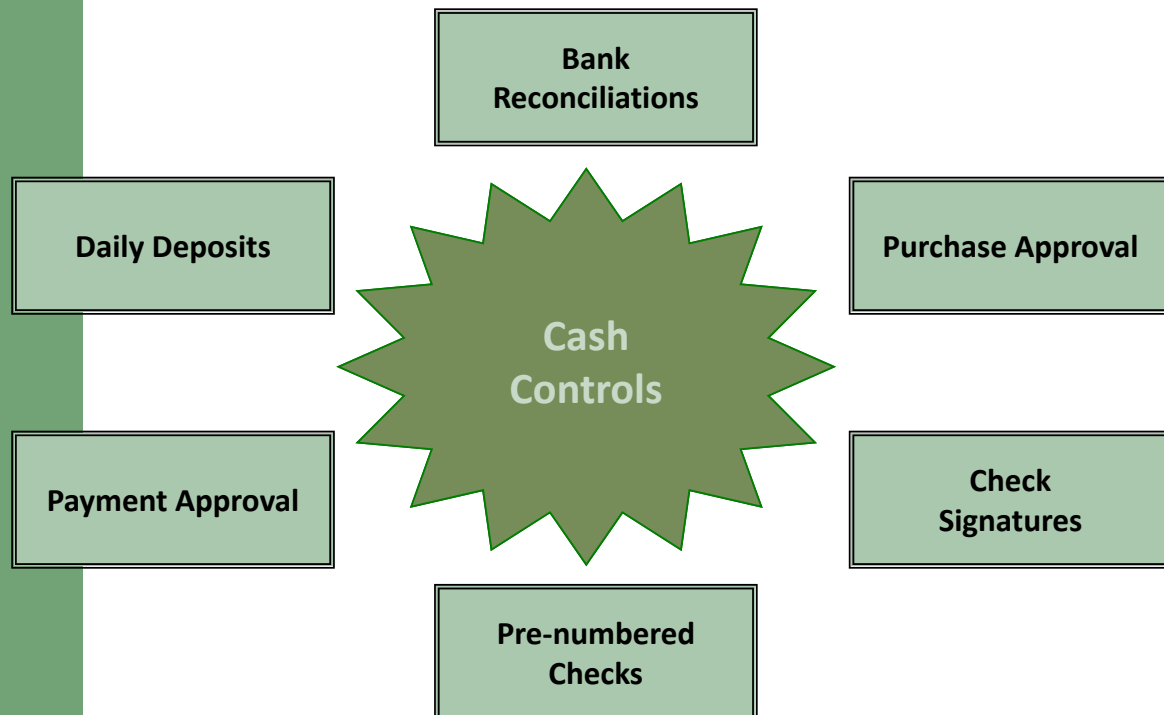 Bank
Reconciliations
Daily Deposits
Purchase Approval
Cash
Controls
Payment Approval
Check
Signatures
Pre-numbered
Checks